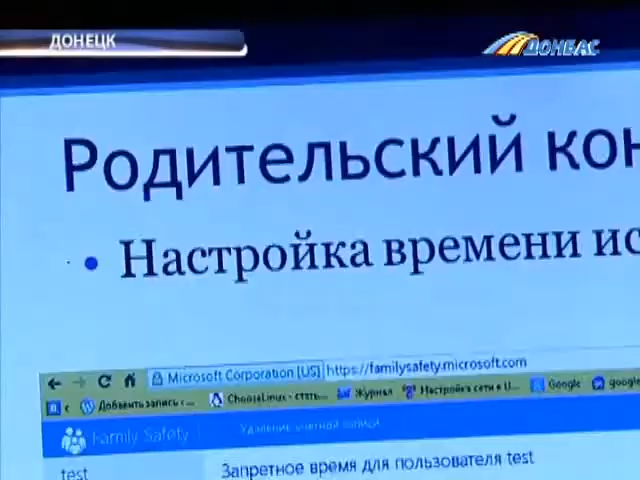 ДОНЕЦК
ДОНБАС
Родительский кон
• Настройка времени ис
Microsoft Corporation [US] https://familysafety.microsoft.com
Добавить запись ‹... ChooseLinux - стать... Журнал Настройка сети в U... Google google
Family Safety Удаление учетной записи
test Запретное время для пользователя test